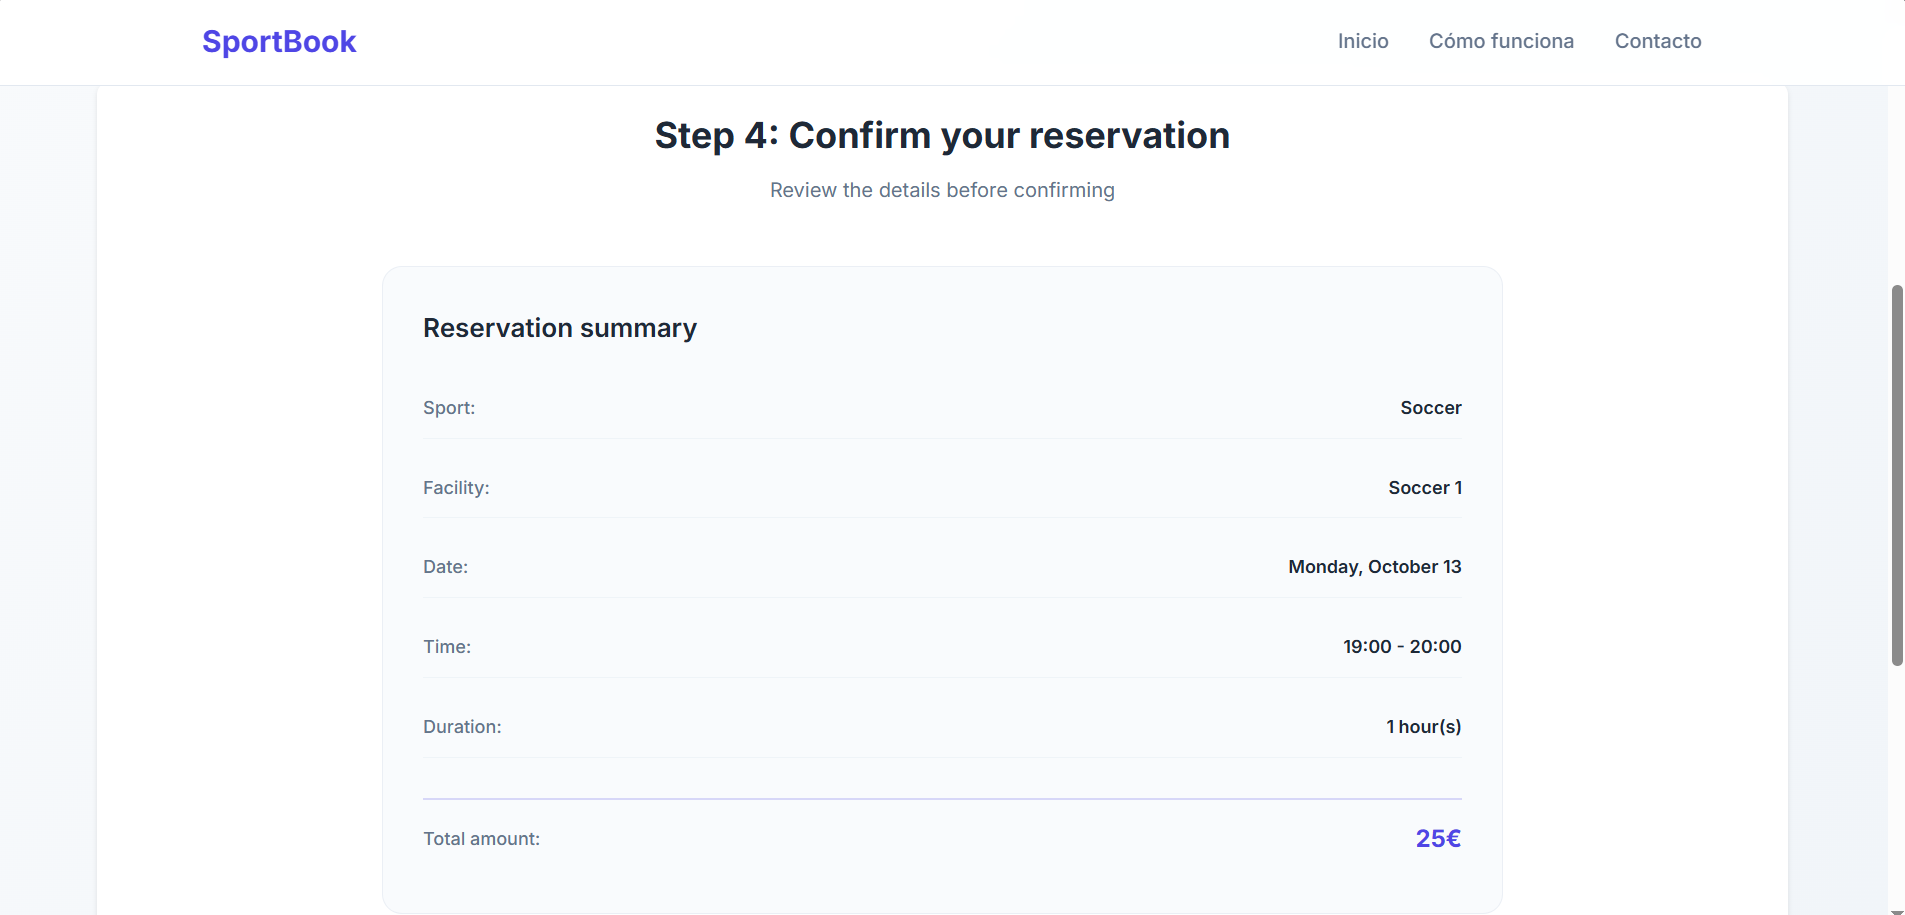 SportBook
Inicio
Cómo funciona
Contacto
Step 4: Confirm your reservation
Review the details before confirming
Reservation summary
Sport: Soccer
Facility: Soccer 1
Date: Monday, October 13
Time: 19:00 - 20:00
Duration: 1 hour(s)
Total amount: 25€